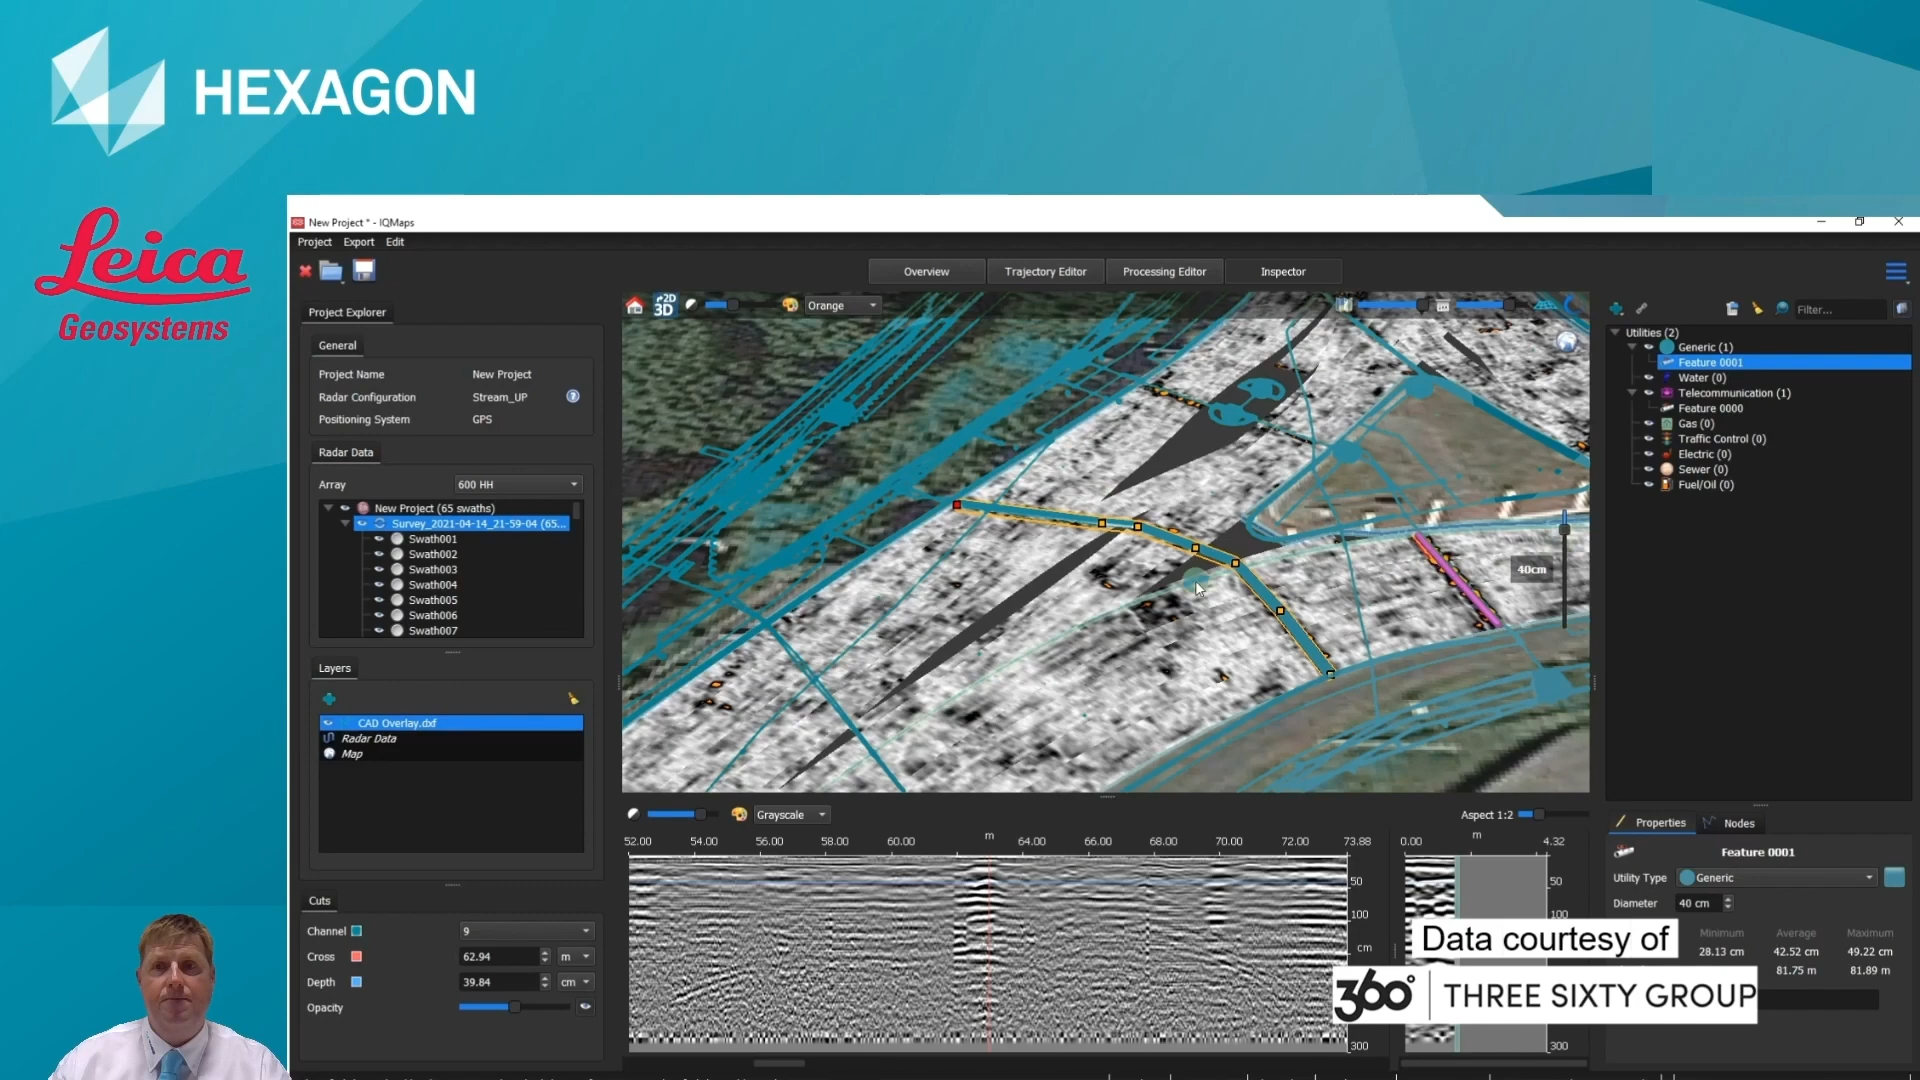 HEXAGON
Leica
Geosystems
New Project * - IQMaps
Project Export Edit
Overview Trajectory Editor Processing Editor Inspector
Project Explorer
General
Project Name New Project
Radar Configuration Stream_UP
Positioning System GPS
Radar Data
Array 600 HH
New Project (65 swaths)
Survey_2021-04-14_21-59-04 (65...
Swath001
Swath002
Swath003
Swath004
Swath005
Swath006
Swath007
Layers
CAD Overlay.dxf
Radar Data
Map
Cuts
Channel 9
Cross 62.94 m
Depth 39.84 cm
Opacity
2D
3D
Orange
40cm
Grayscale
Aspect 1:2
m
52.00 54.00 56.00 58.00 60.00 64.00 66.00 68.00 70.00 72.00 73.88
50
100
cm
300
m
0.00 4.32
50
100
300
Filter...
Utilities (2)
Generic (1)
Feature 0001
Water (0)
Telecommunication (1)
Feature 0000
Gas (0)
Traffic Control (0)
Electric (0)
Sewer (0)
Fuel/Oil (0)
Properties Nodes
Feature 0001
Utility Type Generic
Diameter 40 cm
Minimum Average Maximum
28.13 cm 42.52 cm 49.22 cm
81.75 m 81.89 m
Data courtesy of
360° THREE SIXTY GROUP